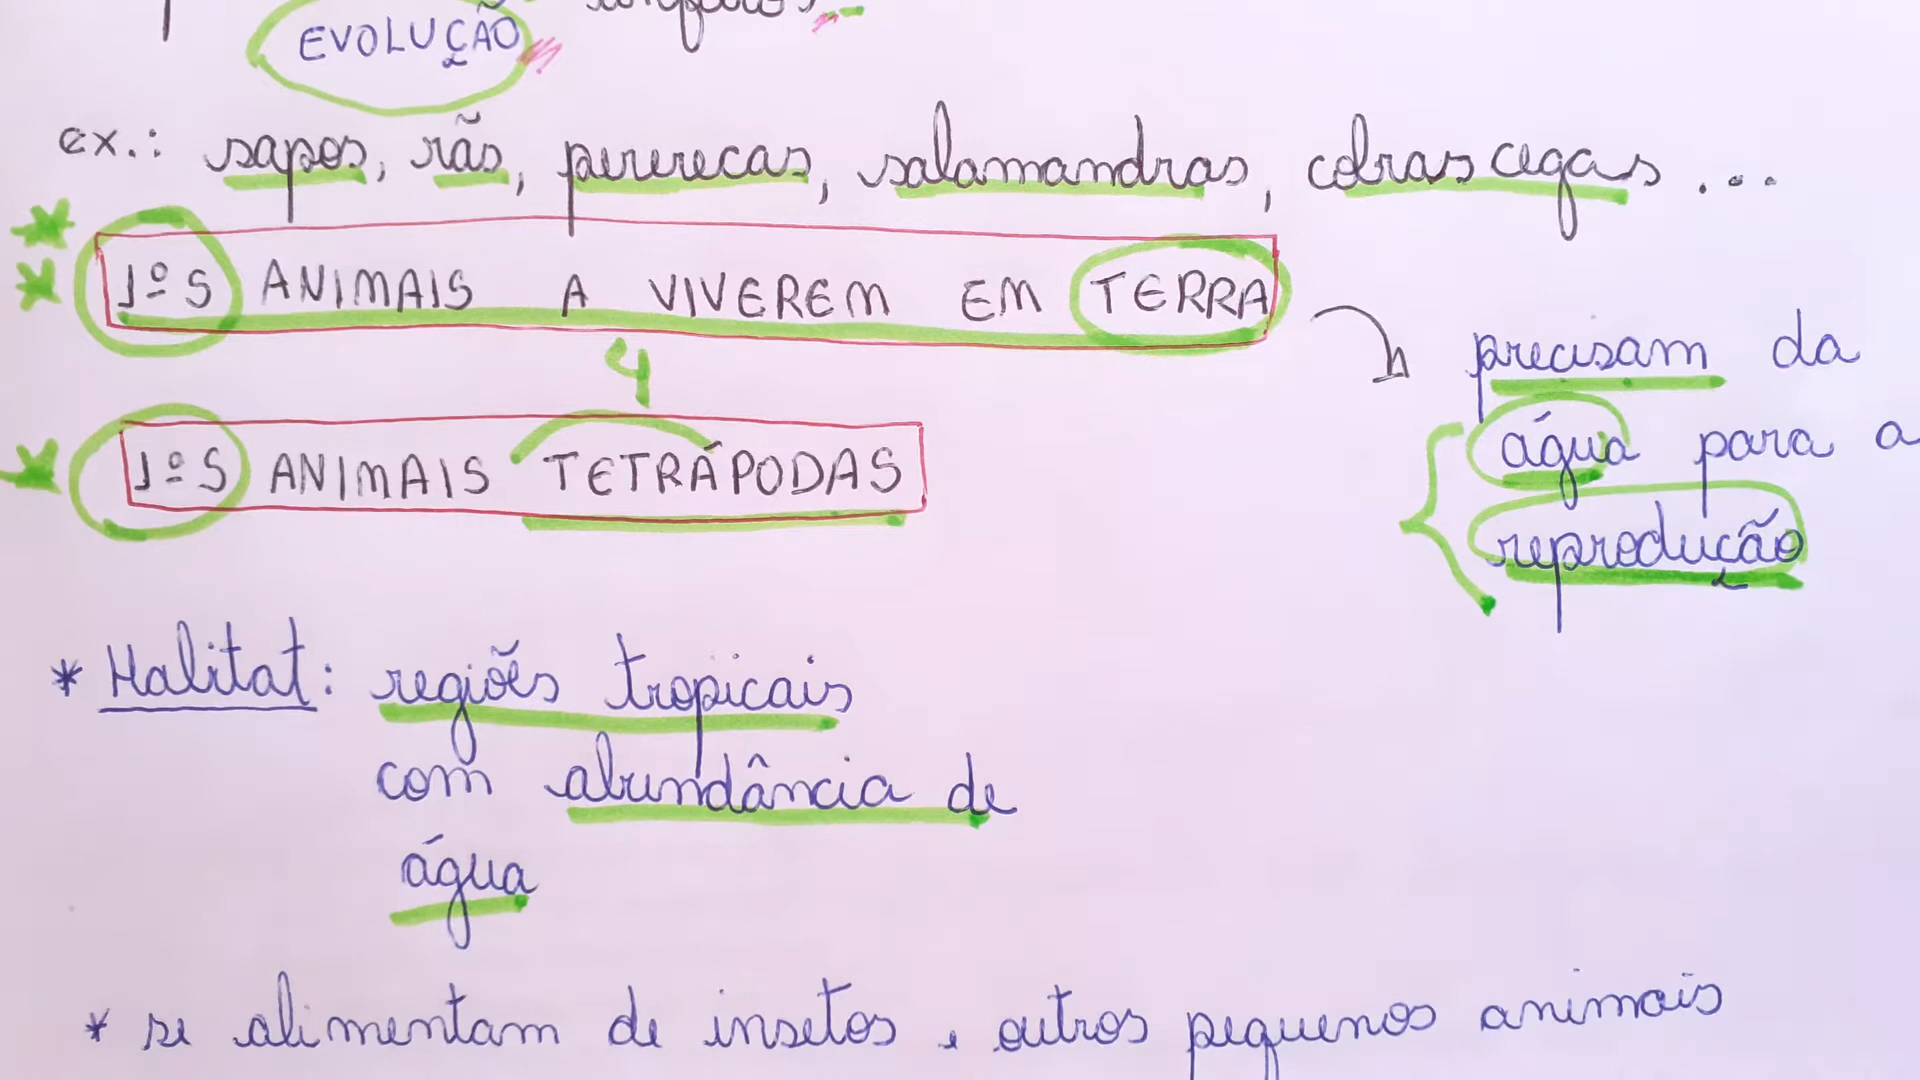 EVOLUÇÃO anfíbios
ex.: sapos, rãs, pererecas, salamandras, cobras cegas ...
1ºs ANIMAIS A VIVEREM EM TERRA
precisam da
água para a
reprodução
4
1ºs ANIMAIS TETRÁPODAS
* Habitat: regiões tropicais
com abundância de
água
* se alimentam de insetos e outros pequenos animais